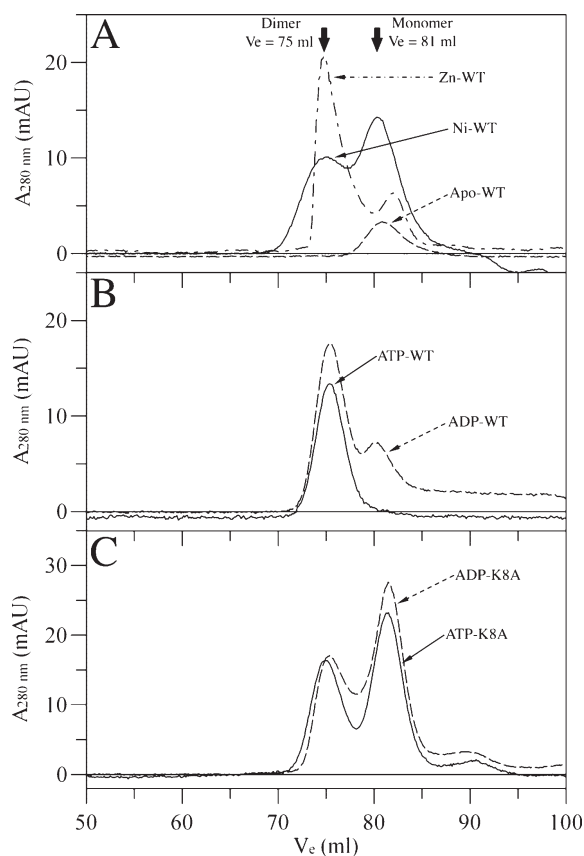 A
Dimer
Ve = 75 ml
Monomer
Ve = 81 ml
Zn-WT
Ni-WT
Apo-WT
A280 nm (mAU)
20
10
0
B
ATP-WT
ADP-WT
A280 nm (mAU)
20
10
0
C
ADP-K8A
ATP-K8A
A280 nm (mAU)
30
20
10
0
50
60
70
80
90
100
Ve (ml)